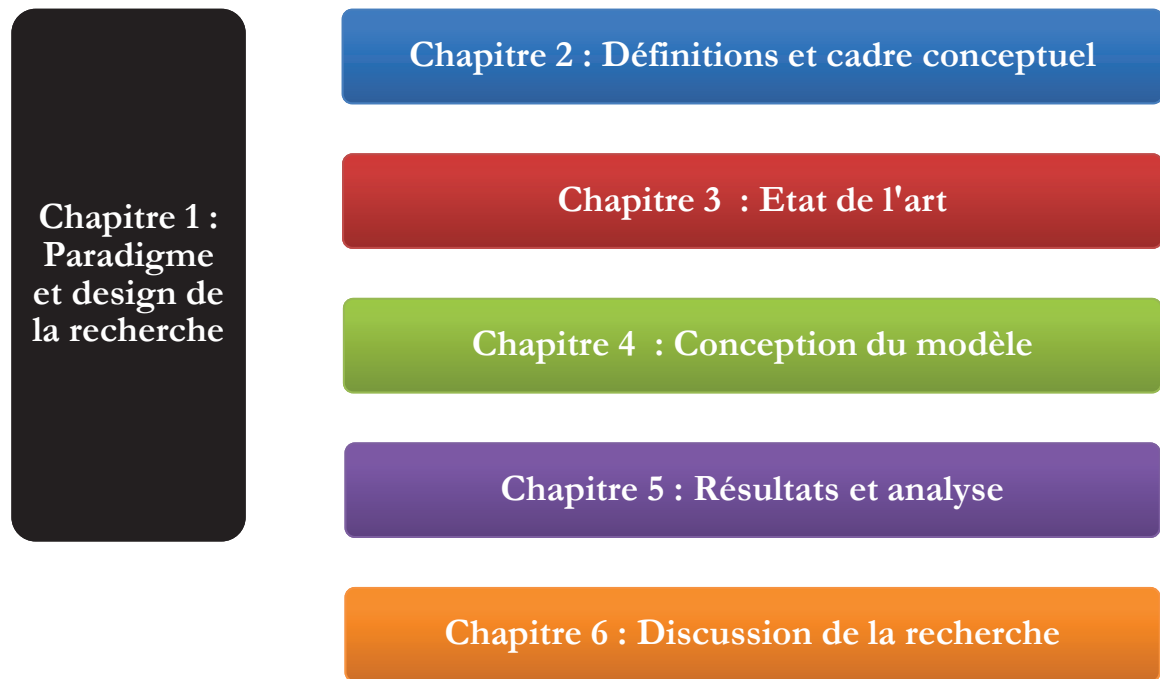 Chapitre 1 :
Paradigme
et design de
la recherche
Chapitre 2 : Définitions et cadre conceptuel
Chapitre 3  : Etat de l'art
Chapitre 4  : Conception du modèle
Chapitre 5 : Résultats et analyse
Chapitre 6 : Discussion de la recherche